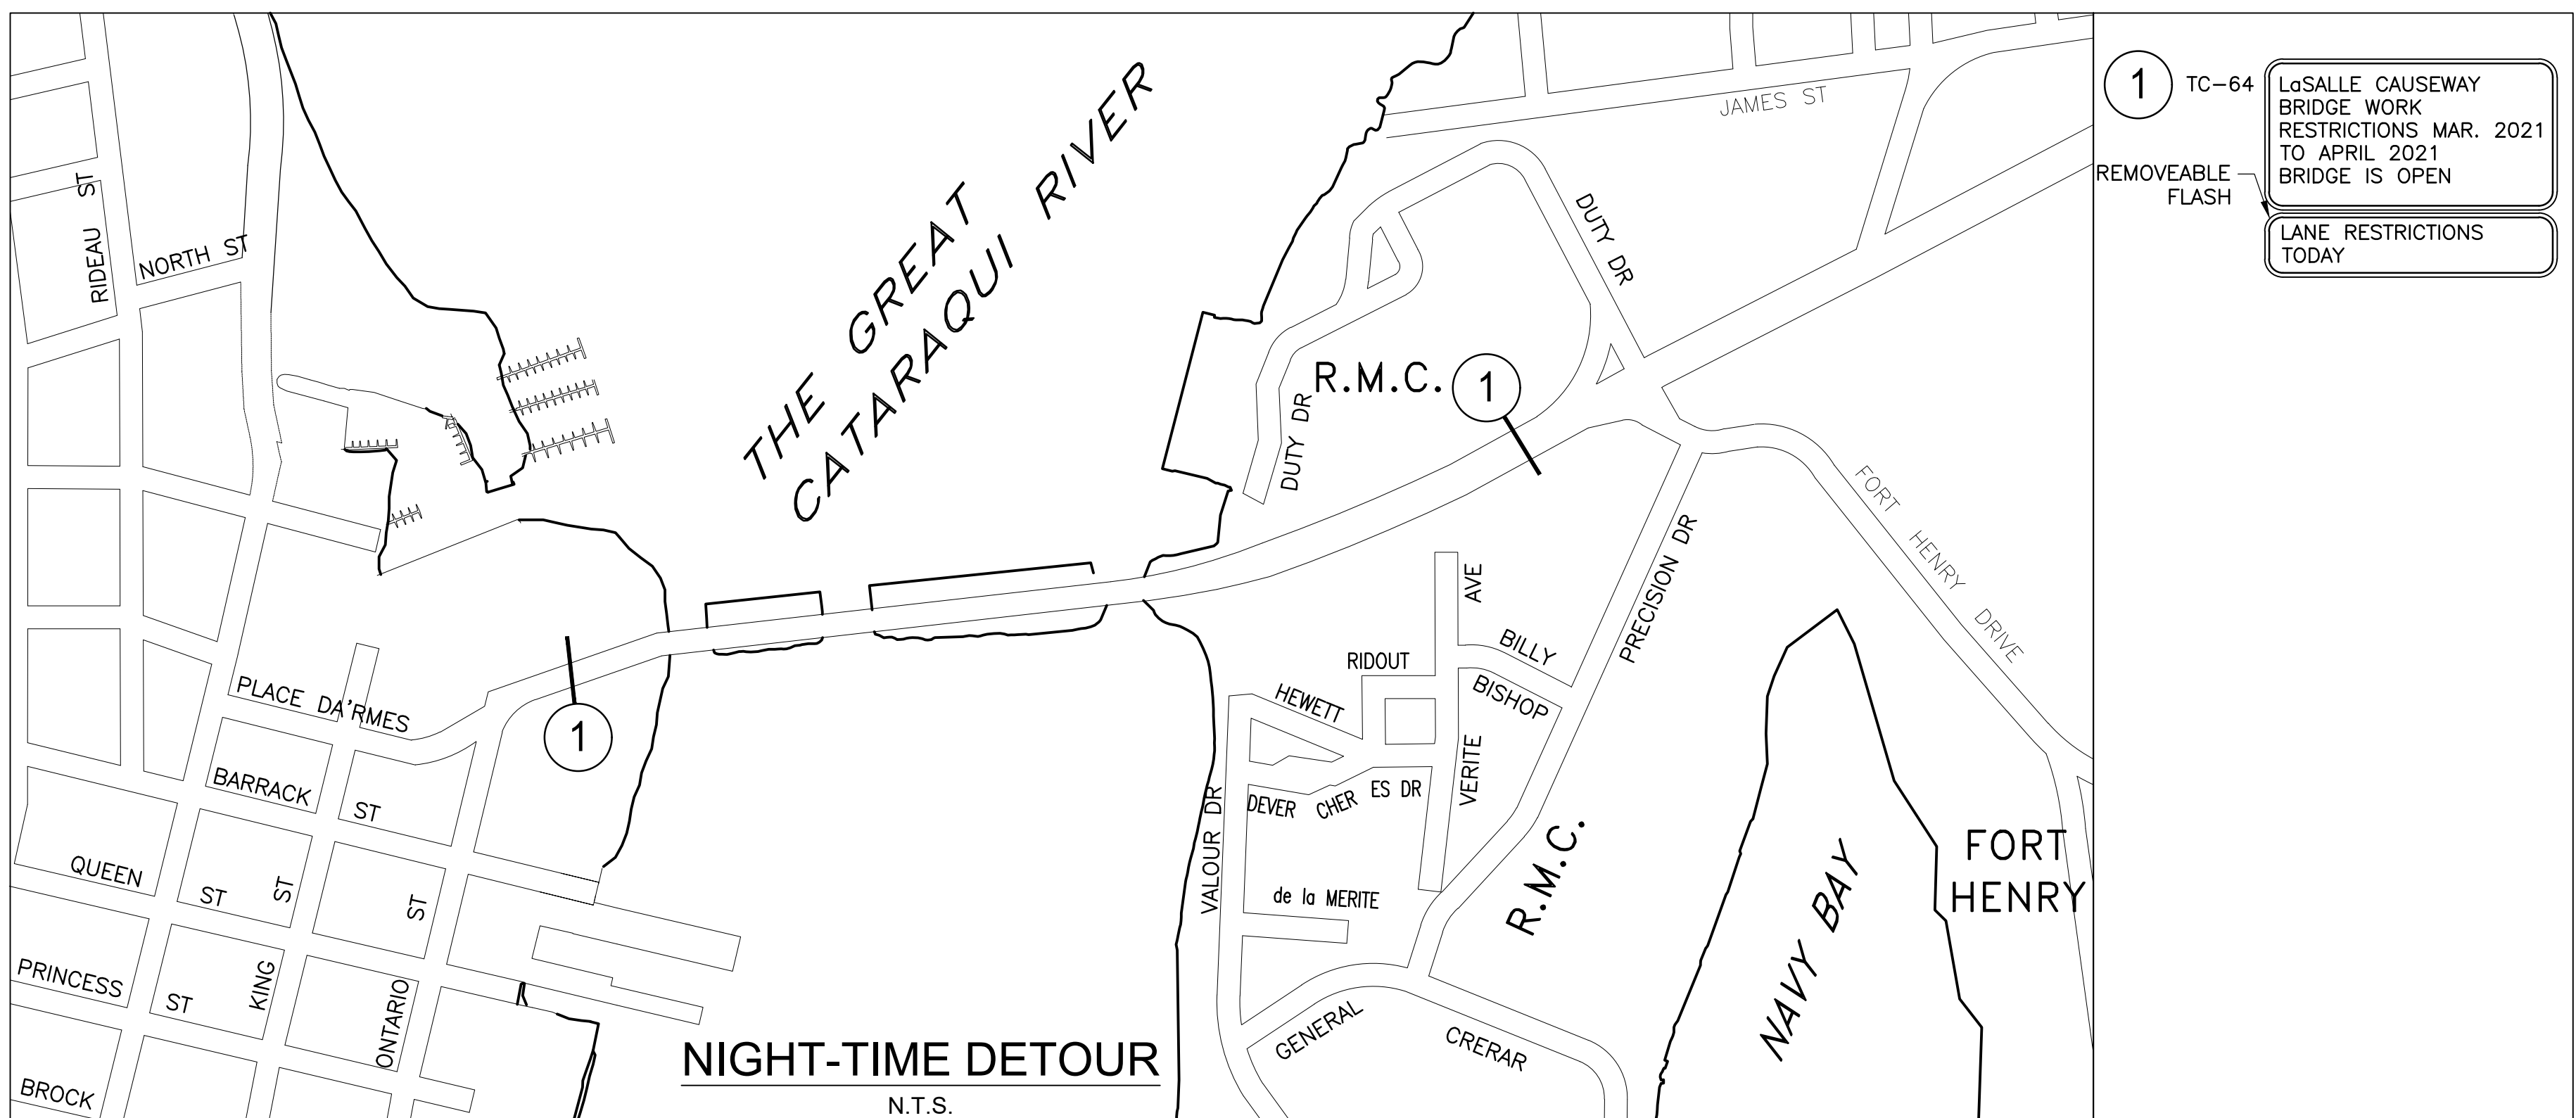 RIDEAU ST
NORTH ST
THE GREAT
CATARAQUI RIVER
JAMES ST
DUTY DR
R.M.C.
1
DUTY DR
FORT HENRY DRIVE
PRECISION DR
AVE
VERITE
BILLY
BISHOP
RIDOUT
HEWETT
DEVER CHER ES DR
VALOUR DR
de la MERITE
R.M.C.
NAVY BAY
FORT
HENRY
GENERAL CRERAR
PLACE DA'RMES
1
BARRACK ST
QUEEN ST
PRINCESS ST
BROCK
KING ST
ONTARIO ST
NIGHT-TIME DETOUR
N.T.S.
1 TC-64
LaSALLE CAUSEWAY
BRIDGE WORK
RESTRICTIONS MAR. 2021
TO APRIL 2021
BRIDGE IS OPEN
REMOVEABLE
FLASH
LANE RESTRICTIONS
TODAY